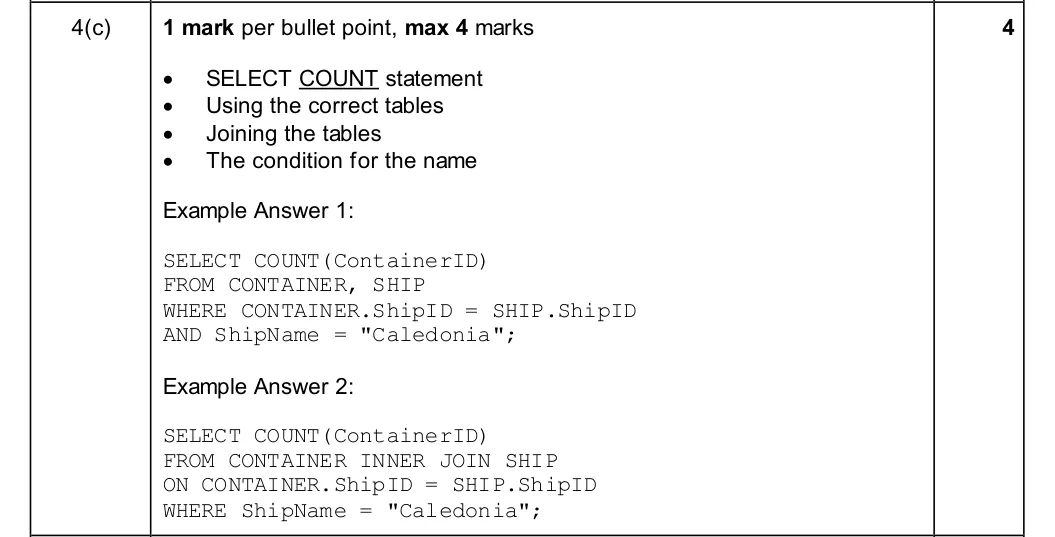 4(c)
1 mark per bullet point, max 4 marks
4
• SELECT COUNT statement
• Using the correct tables
• Joining the tables
• The condition for the name
Example Answer 1:
SELECT COUNT(ContainerID)
FROM CONTAINER, SHIP
WHERE CONTAINER.ShipID = SHIP.ShipID
AND ShipName = "Caledonia";
Example Answer 2:
SELECT COUNT(ContainerID)
FROM CONTAINER INNER JOIN SHIP
ON CONTAINER.ShipID = SHIP.ShipID
WHERE ShipName = "Caledonia";